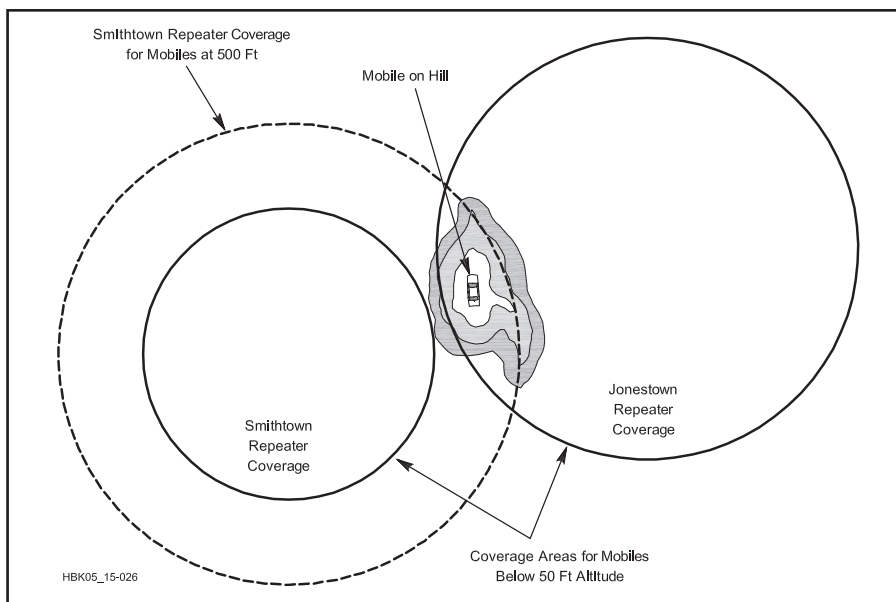 Smithtown Repeater Coverage
for Mobiles at 500 Ft
Mobile on Hill
Smithtown
Repeater
Coverage
Jonestown
Repeater
Coverage
Coverage Areas for Mobiles
Below 50 Ft Altitude
HBK05_15-026